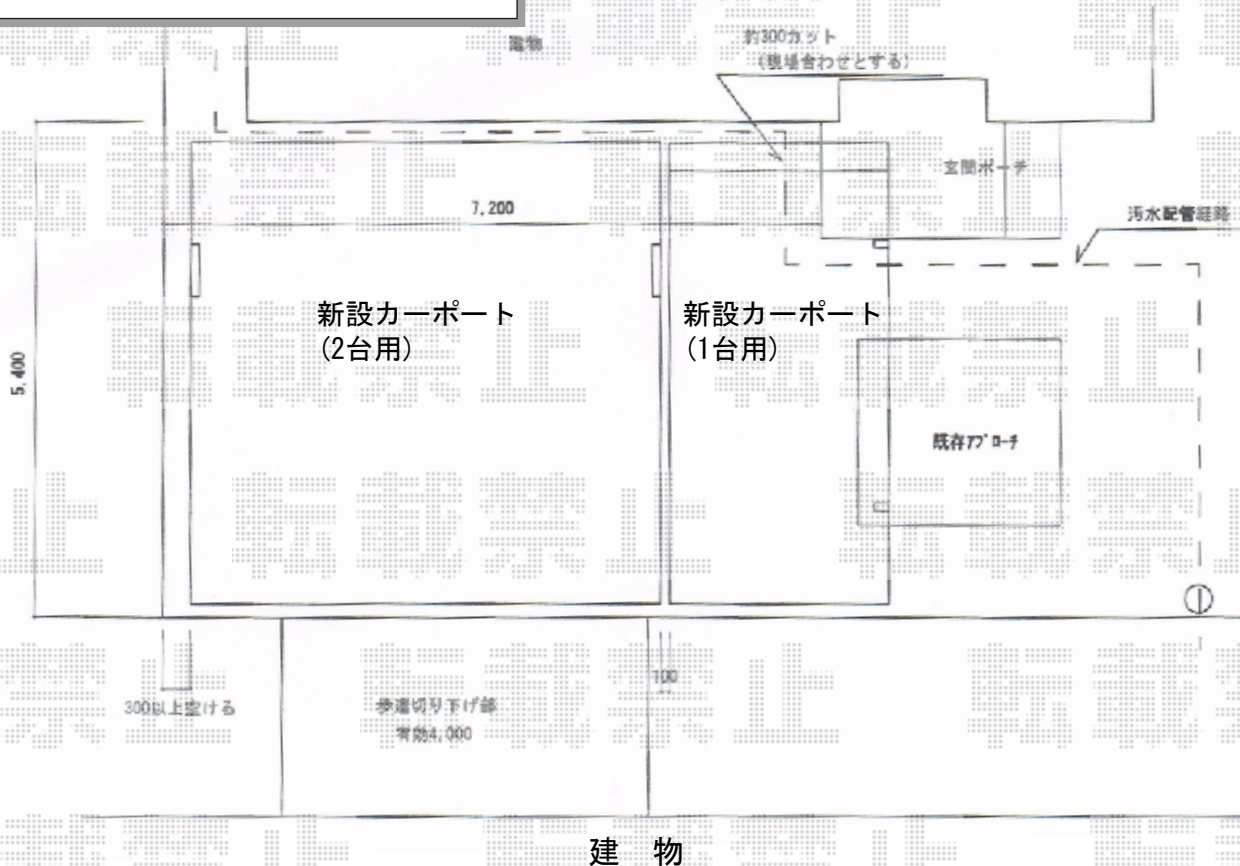 建物
約300カット
(現場合わせとする)
玄関ポーチ
7,200
汚水配管経路
新設カーポート
(2台用)
新設カーポート
(1台用)
5,400
既存アプローチ
100
300以上空ける
歩道切り下げ部
有効4,000
建 物
転載禁止